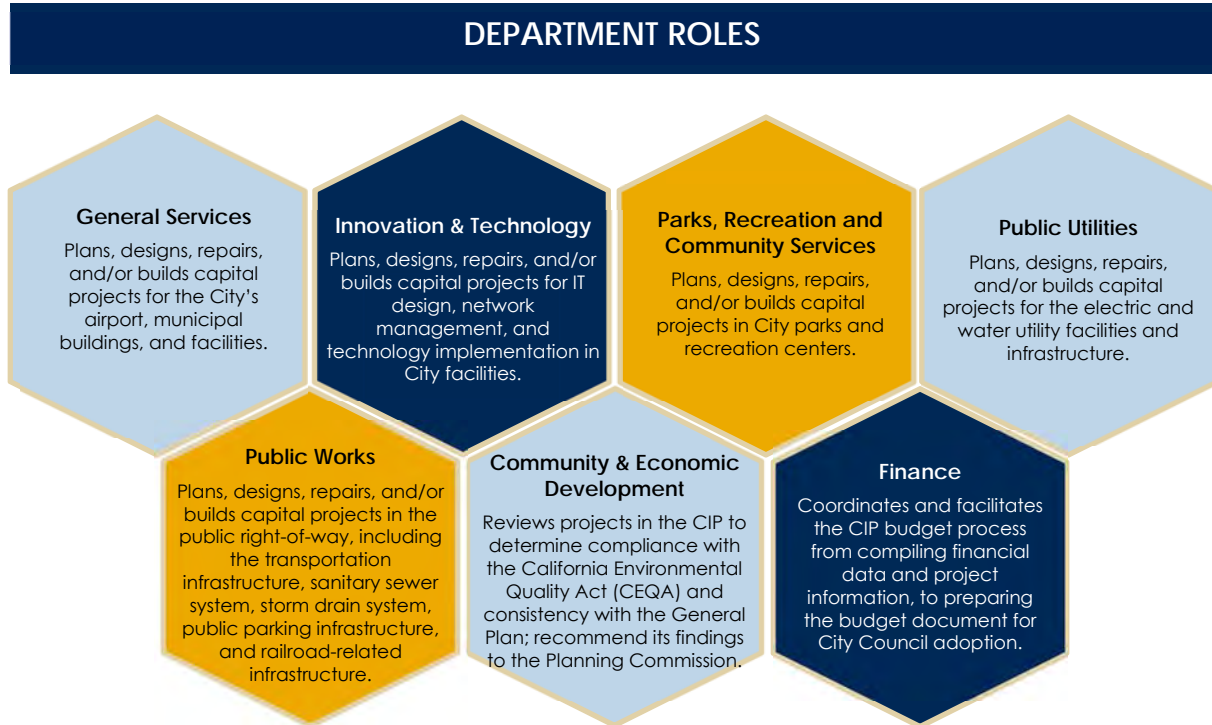 DEPARTMENT ROLES
General Services
Plans, designs, repairs,
and/or builds capital
projects for the City’s
airport, municipal
buildings, and facilities.
Innovation & Technology
Plans, designs, repairs, and/or
builds capital projects for IT
design, network
management, and
technology implementation in
City facilities.
Parks, Recreation and
Community Services
Plans, designs, repairs,
and/or builds capital
projects in City parks and
recreation centers.
Public Utilities
Plans, designs, repairs,
and/or builds capital
projects for the electric and
water utility facilities and
infrastructure.
Public Works
Plans, designs, repairs, and/or
builds capital projects in the
public right-of-way, including
the transportation
infrastructure, sanitary sewer
system, storm drain system,
public parking infrastructure,
and railroad-related
infrastructure.
Community & Economic
Development
Reviews projects in the CIP to
determine compliance with
the California Environmental
Quality Act (CEQA) and
consistency with the General
Plan; recommend its findings
to the Planning Commission.
Finance
Coordinates and facilitates
the CIP budget process
from compiling financial
data and project
information, to preparing
the budget document for
City Council adoption.